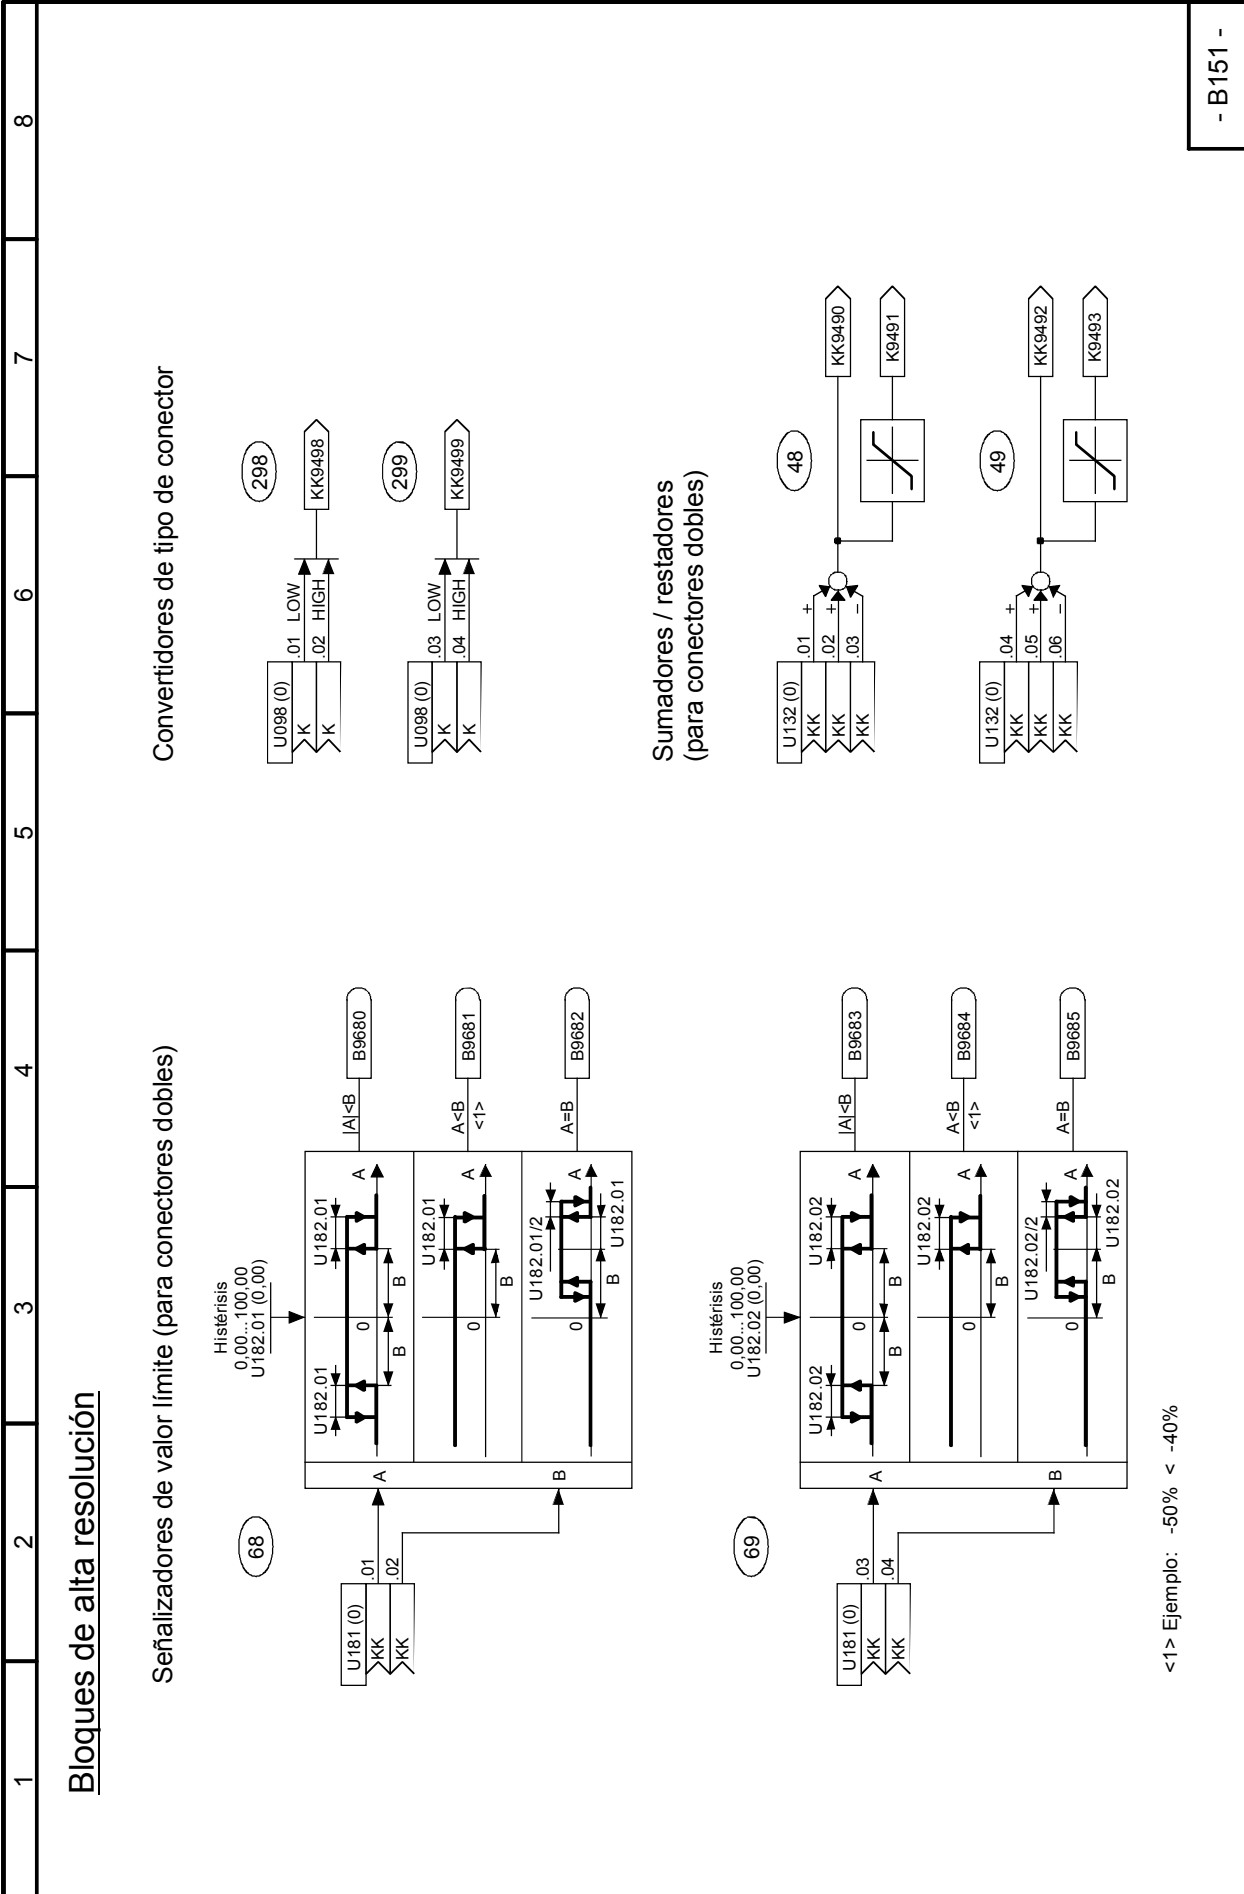 1 2 3 4 5 6 7 8
Bloques de alta resolución
Señalizadores de valor límite (para conectores dobles)
68
Histérisis
0,00...100,00
U182.01 (0,00)
U181 (0)
KK .01
KK .02
A
B
U182.01
U182.01
B
0
B
A
|A|<B
B9680
U182.01
0
B
A
A<B
<1>
B9681
U182.01/2
0
B
U182.01
A
A=B
B9682
69
Histérisis
0,00...100,00
U182.02 (0,00)
U181 (0)
KK .03
KK .04
A
B
U182.02
U182.02
B
0
B
A
|A|<B
B9683
U182.02
0
B
A
A<B
<1>
B9684
U182.02/2
0
B
U182.02
A
A=B
B9685
<1> Ejemplo: -50% < -40%
Convertidores de tipo de conector
298
U098 (0)
K .01 LOW
K .02 HIGH
KK9498
299
U098 (0)
K .03 LOW
K .04 HIGH
KK9499
Sumadores / restadores
(para conectores dobles)
48
U132 (0)
KK .01 +
KK .02 +
KK .03 –
KK9490
K9491
49
U132 (0)
KK .04 +
KK .05 +
KK .06 –
KK9492
K9493
- B151 -